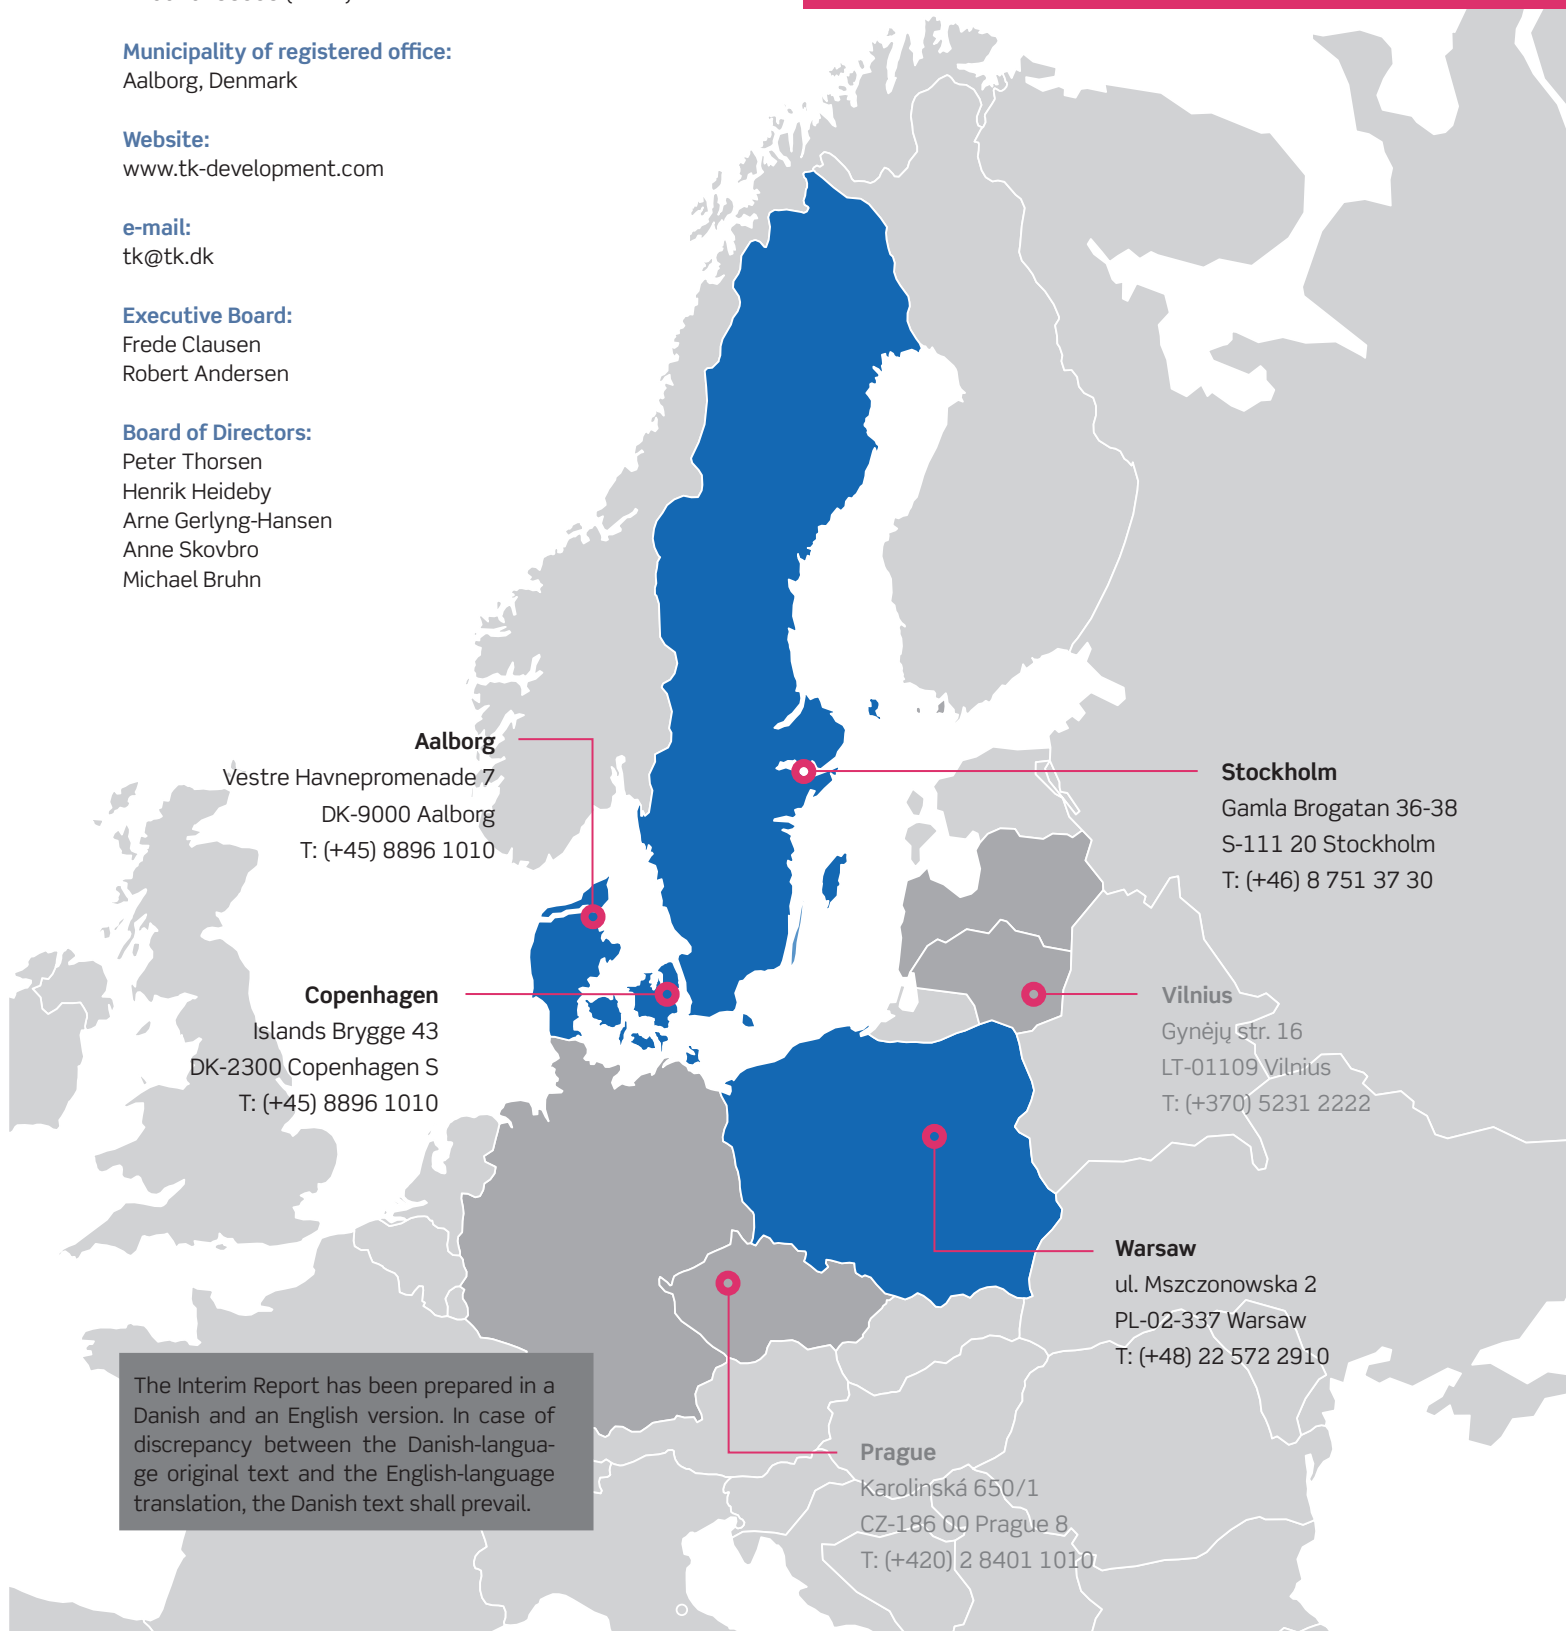 Municipality of registered office:
Aalborg, Denmark
Website:
www.tk-development.com
e-mail:
tk@tk.dk
Executive Board:
Frede Clausen
Robert Andersen
Board of Directors:
Peter Thorsen
Henrik Heideby
Arne Gerlyng-Hansen
Anne Skovbro
Michael Bruhn
Aalborg
Vestre Havnepromenade 7
DK-9000 Aalborg
T: (+45) 8896 1010
Stockholm
Gamla Brogatan 36-38
S-111 20 Stockholm
T: (+46) 8 751 37 30
Copenhagen
Islands Brygge 43
DK-2300 Copenhagen S
T: (+45) 8896 1010
Vilnius
Gynėjų str. 16
LT-01109 Vilnius
T: (+370) 5231 2222
Warsaw
ul. Mszczonowska 2
PL-02-337 Warsaw
T: (+48) 22 572 2910
The Interim Report has been prepared in a
Danish and an English version. In case of
discrepancy between the Danish-langua-
ge original text and the English-language
translation, the Danish text shall prevail.
Prague
Karolinská 650/1
CZ-186 00 Prague 8
T: (+420) 2 8401 1010